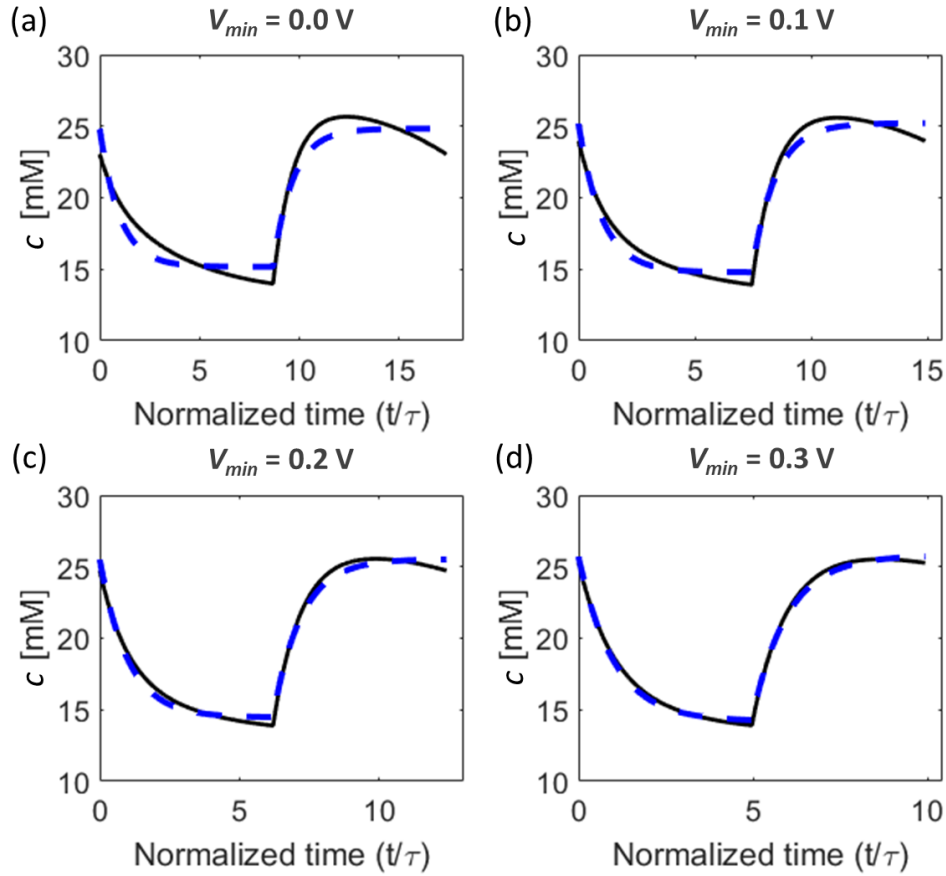 (a) V_min = 0.0 V
30
25
20
15
10
c [mM]
0 5 10 15
Normalized time (t/τ)
(b) V_min = 0.1 V
30
25
20
15
10
c [mM]
0 5 10 15
Normalized time (t/τ)
(c) V_min = 0.2 V
30
25
20
15
10
c [mM]
0 5 10
Normalized time (t/τ)
(d) V_min = 0.3 V
30
25
20
15
10
c [mM]
0 5 10
Normalized time (t/τ)